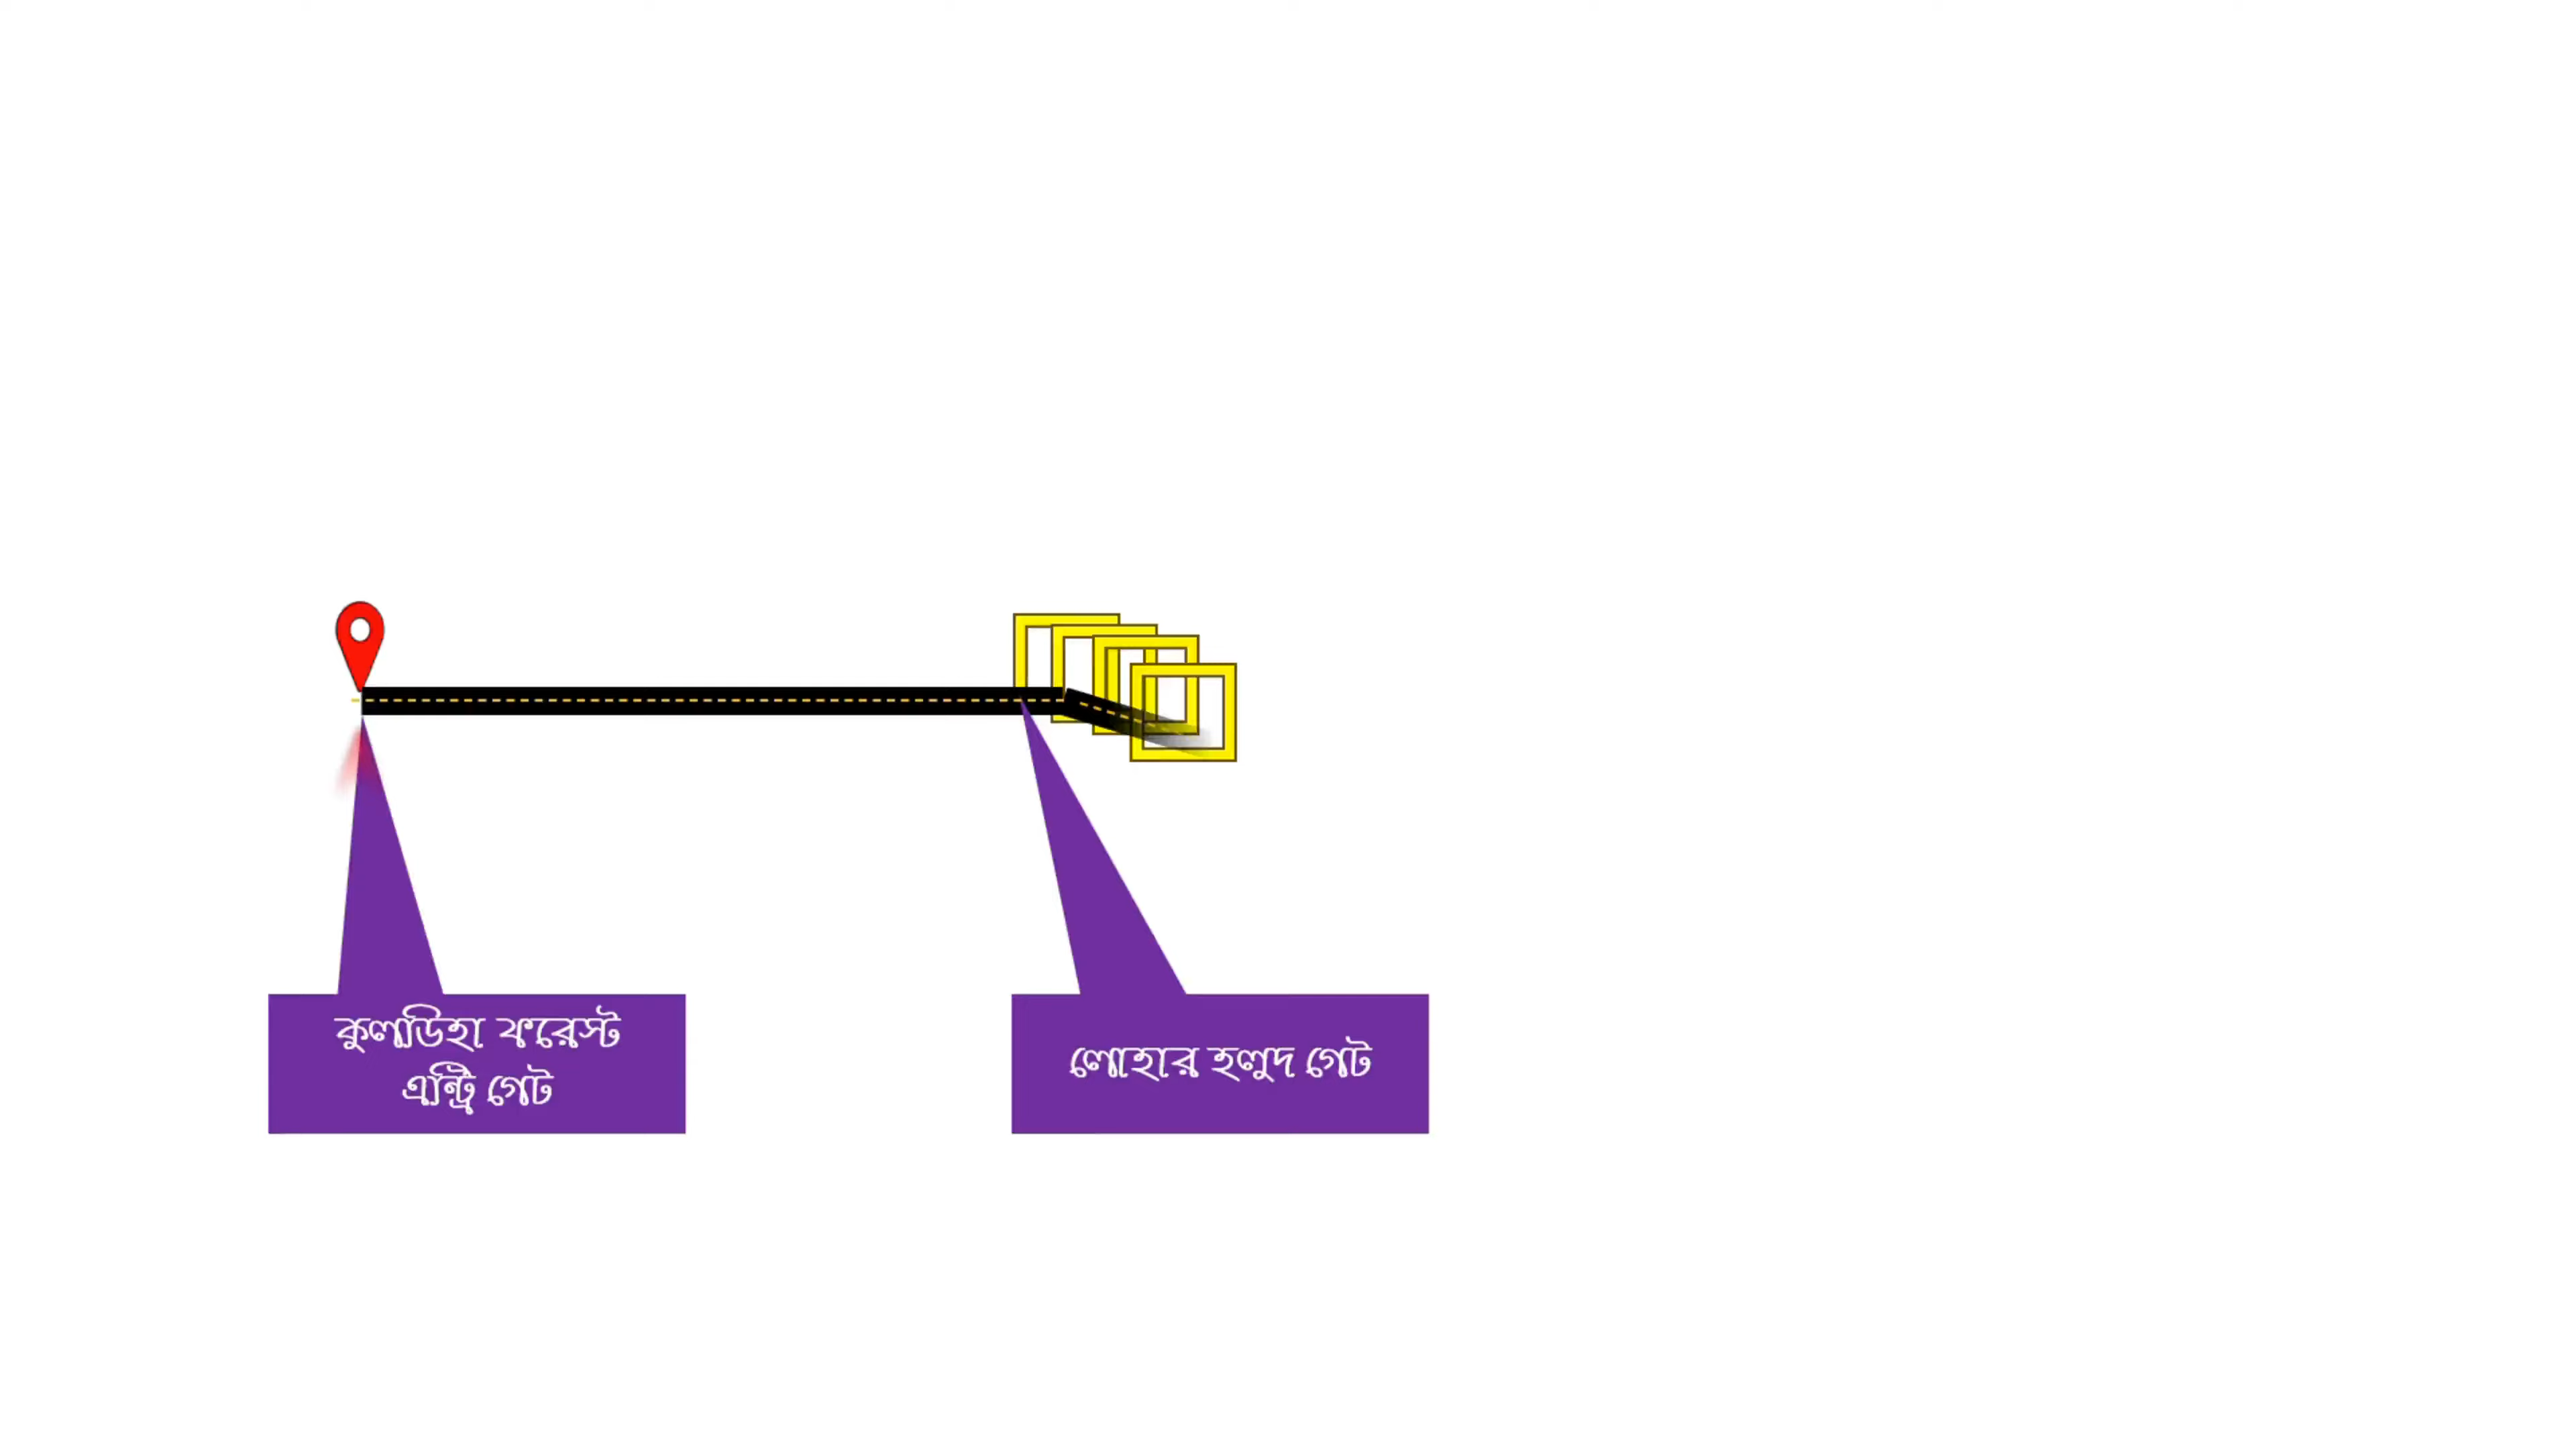 কুলডিহা ফরেস্ট
এন্ট্রি গেট
লোহার হলুদ গেট